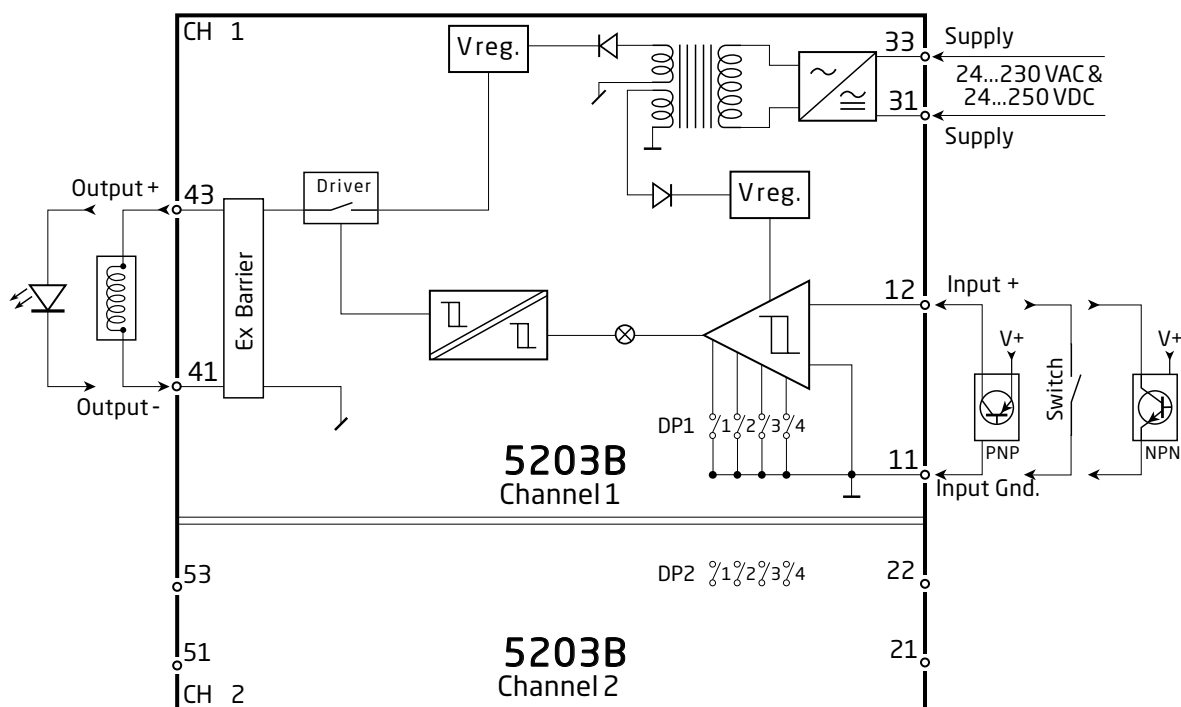 CH 1
Vreg.
33
Supply
24...230 VAC &
24...250 VDC
31
Supply
Driver
Vreg.
Output +
43
Ex Barrier
12
Input +
V+
V+
41
Output -
Switch
DP1 1 2 3 4
PNP
NPN
11
Input Gnd.
5203B
Channel 1
53
DP2 1 2 3 4
22
51
5203B
21
CH 2
Channel 2